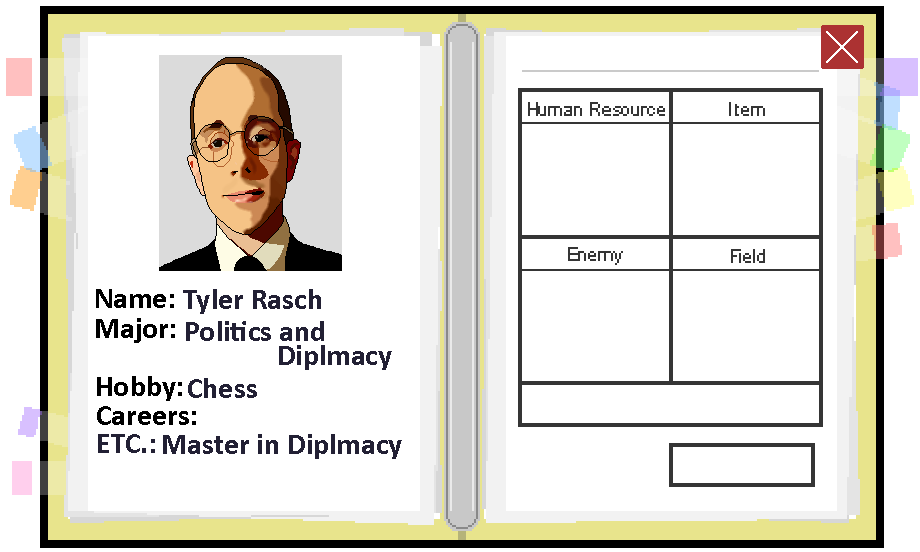 Name: Tyler Rasch
Major: Politics and
Diplmacy
Hobby: Chess
Careers:
ETC.: Master in Diplmacy
Human Resource
Item
Enemy
Field